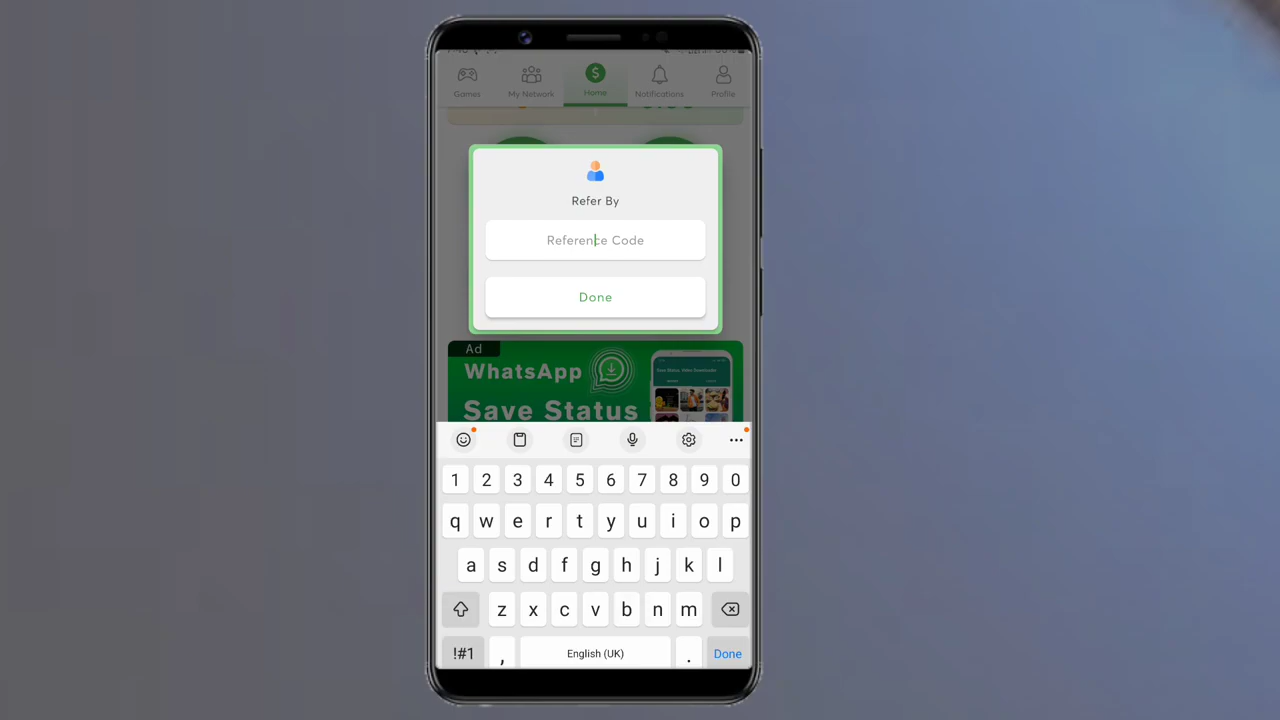 Games My Network Home Notifications Profile
Refer By
Reference Code
Done
Ad
WhatsApp
Save Status
1 2 3 4 5 6 7 8 9 0
q w e r t y u i o p
a s d f g h j k l
z x c v b n m
!#1 , English (UK) . Done